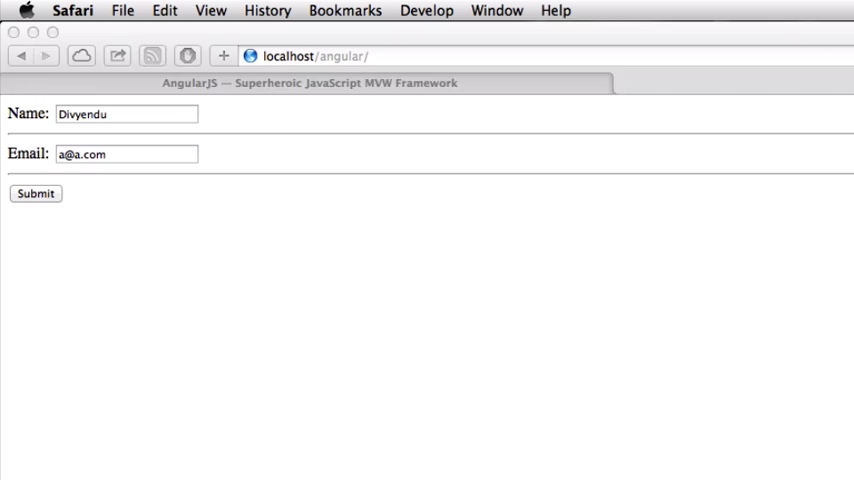 Safari File Edit View History Bookmarks Develop Window Help
localhost/angular/
AngularJS — Superheroic JavaScript MVW Framework
Name: Divyendu
Email: a@a.com
Submit